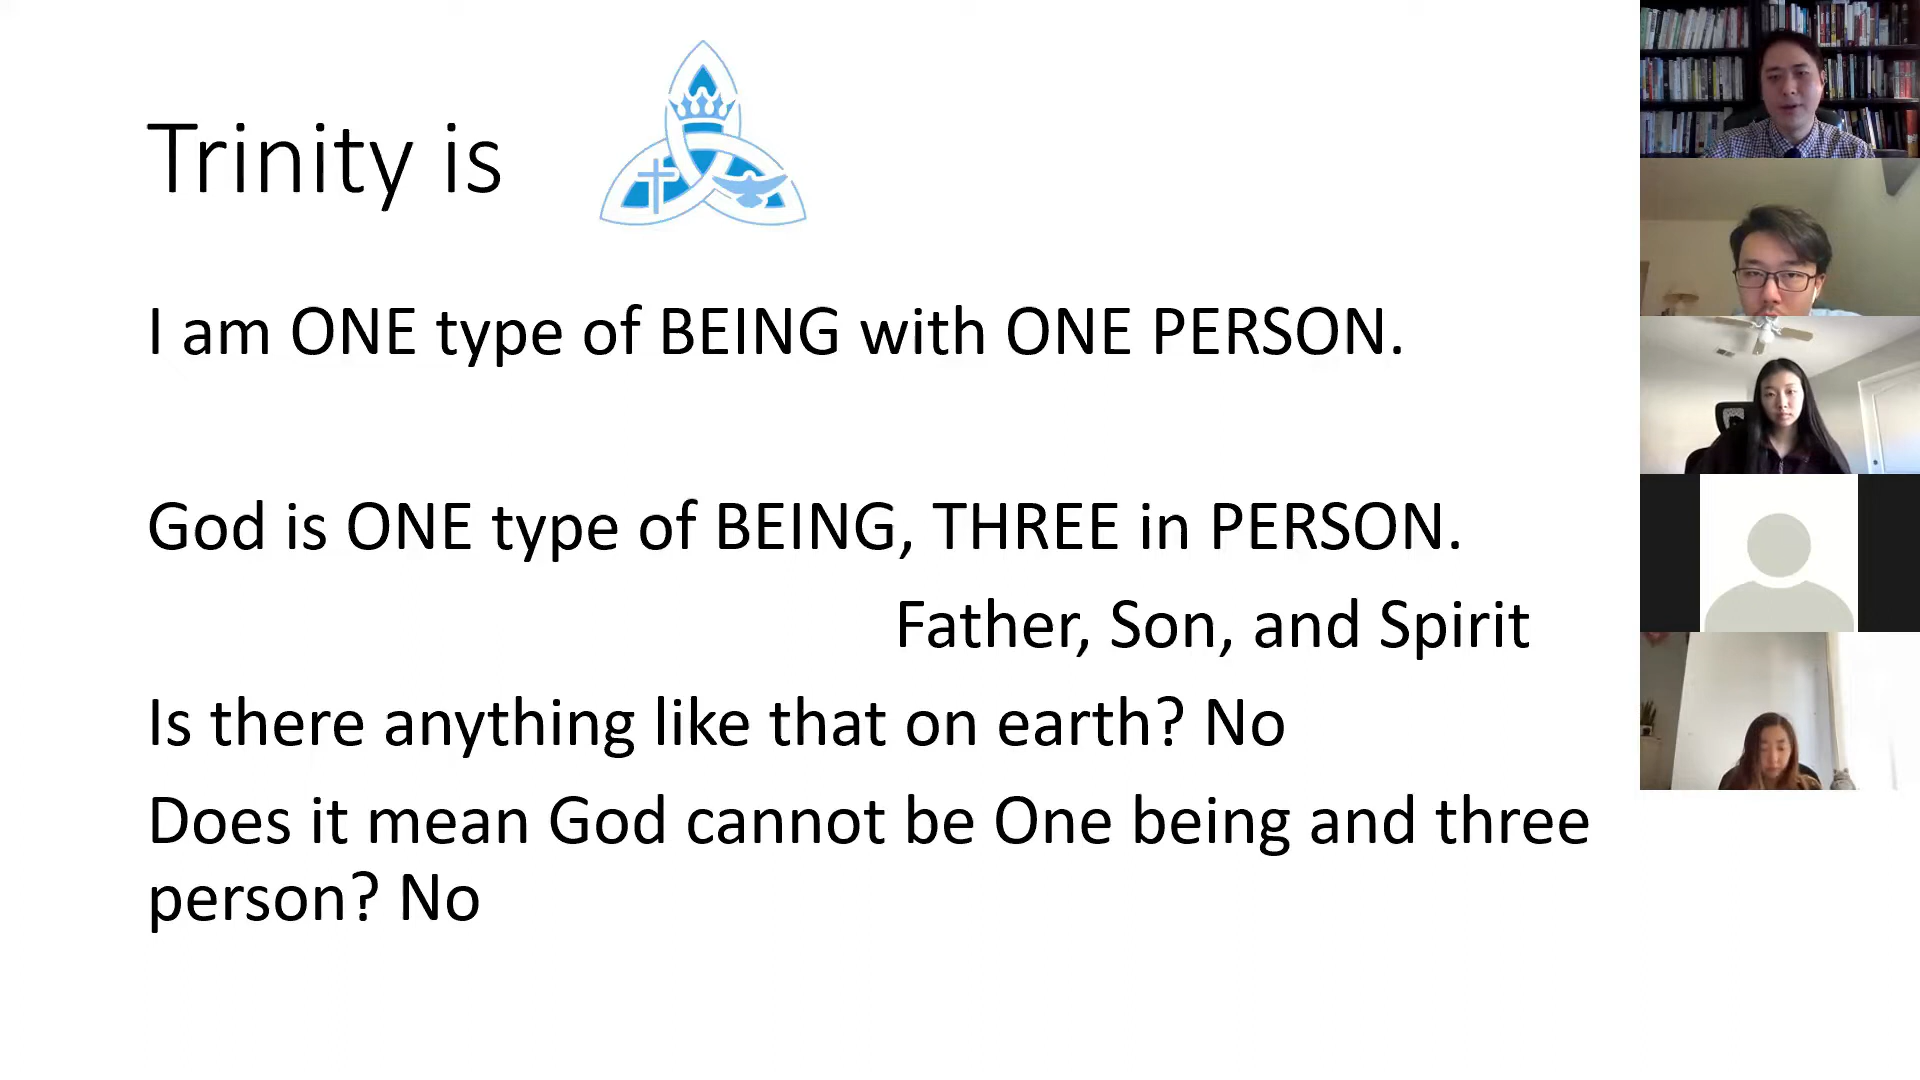 Trinity is
I am ONE type of BEING with ONE PERSON.
God is ONE type of BEING, THREE in PERSON.
Father, Son, and Spirit
Is there anything like that on earth? No
Does it mean God cannot be One being and three
person? No